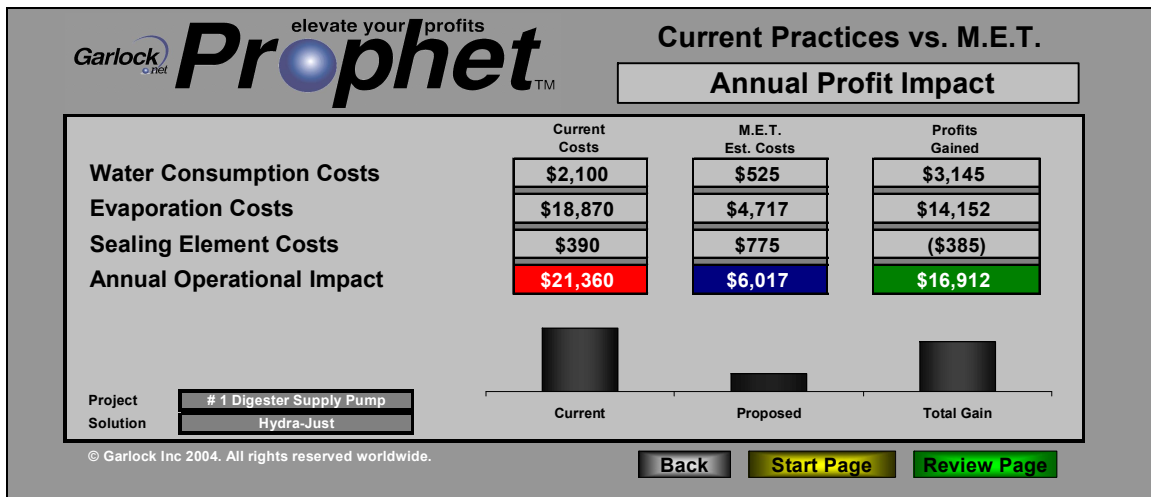 elevate your profits
Garlock .net Prophet TM
Current Practices vs. M.E.T.
Annual Profit Impact
Current Costs M.E.T. Est. Costs Profits Gained
Water Consumption Costs $2,100 $525 $3,145
Evaporation Costs $18,870 $4,717 $14,152
Sealing Element Costs $390 $775 ($385)
Annual Operational Impact $21,360 $6,017 $16,912
Current Proposed Total Gain
Project # 1 Digester Supply Pump
Solution Hydra-Just
© Garlock Inc 2004. All rights reserved worldwide.
Back Start Page Review Page